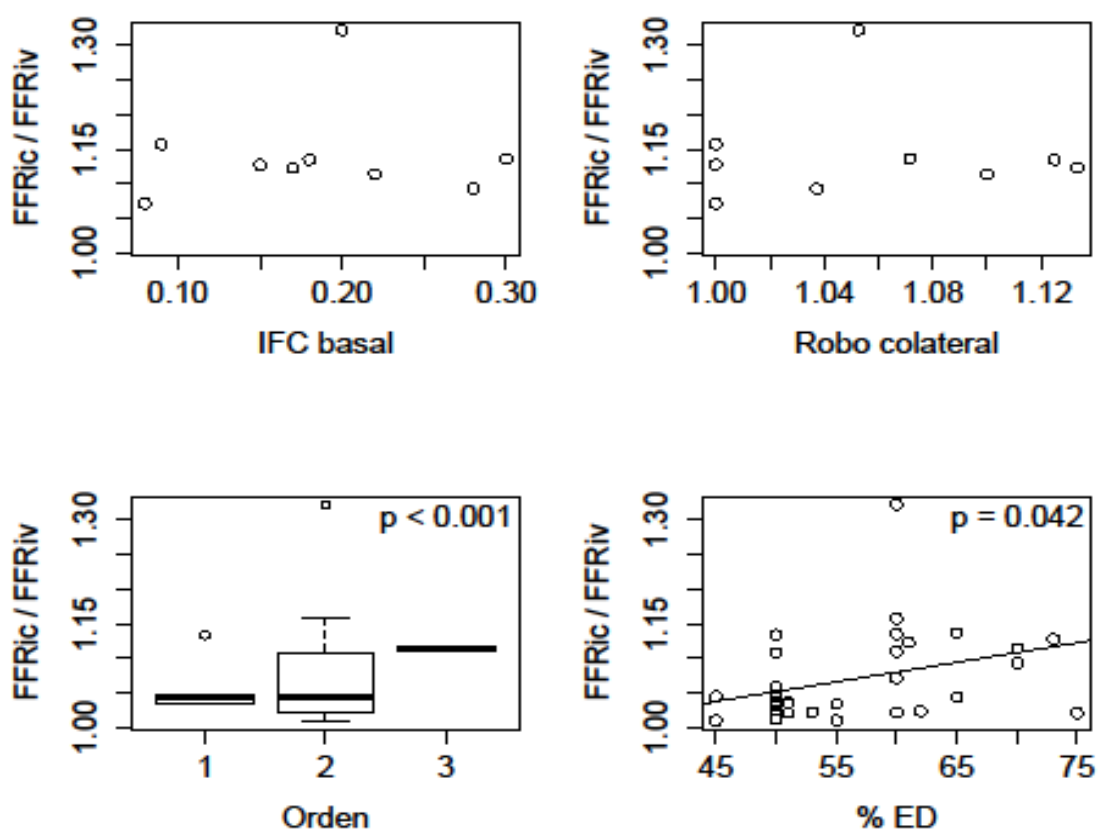 FFRic / FFRiv
1.00 1.15 1.30
0.10 0.20 0.30
IFC basal
FFRic / FFRiv
1.00 1.15 1.30
1.00 1.04 1.08 1.12
Robo colateral
FFRic / FFRiv
1.00 1.15 1.30
p < 0.001
1 2 3
Orden
FFRic / FFRiv
1.00 1.15 1.30
p = 0.042
45 55 65 75
% ED